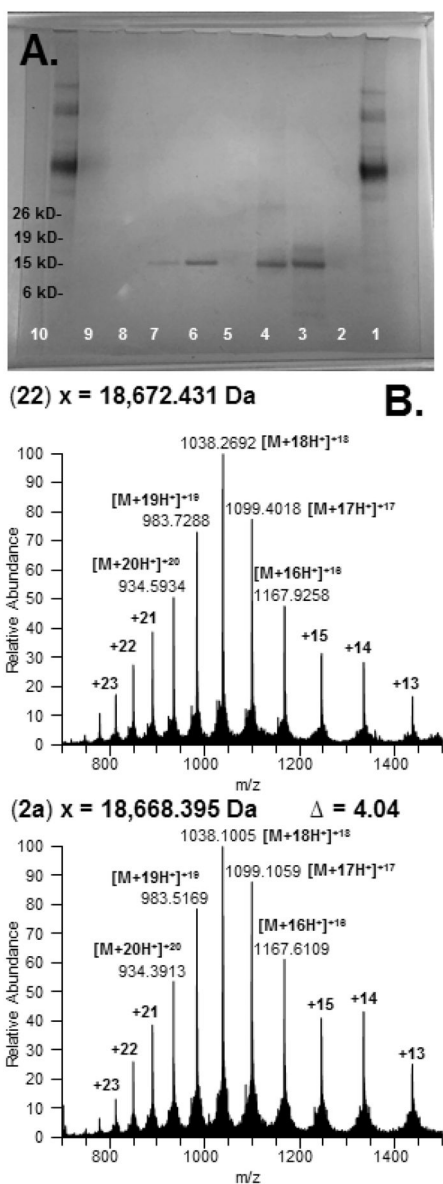 A.
26 kD-
19 kD-
15 kD-
6 kD-
10 9 8 7 6 5 4 3 2 1
(22) x = 18,672.431 Da
B.
1038.2692 [M+18H⁺]⁺¹⁸
[M+19H⁺]⁺¹⁹
983.7288
1099.4018 [M+17H⁺]⁺¹⁷
[M+20H⁺]⁺²⁰
934.5934
[M+16H⁺]⁺¹⁶
1167.9258
+21
+22
+23
+15
+14
+13
Relative Abundance
100
90
80
70
60
50
40
30
20
10
0
800 1000 1200 1400
m/z
(2a) x = 18,668.395 Da Δ = 4.04
1038.1005 [M+18H⁺]⁺¹⁸
[M+19H⁺]⁺¹⁹
983.5169
1099.1059 [M+17H⁺]⁺¹⁷
[M+20H⁺]⁺²⁰
934.3913
[M+16H⁺]⁺¹⁶
1167.6109
+21
+22
+23
+15
+14
+13
Relative Abundance
100
90
80
70
60
50
40
30
20
10
0
800 1000 1200 1400
m/z